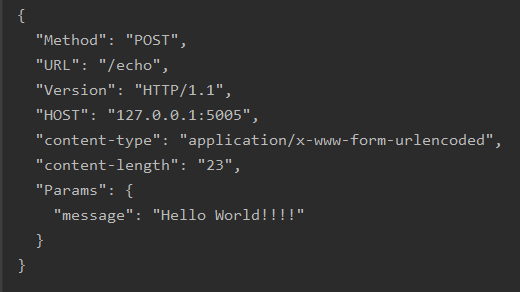 {
"Method": "POST",
"URL": "/echo",
"Version": "HTTP/1.1",
"HOST": "127.0.0.1:5005",
"content-type": "application/x-www-form-urlencoded",
"content-length": "23",
"Params": {
"message": "Hello World!!!!"
}
}